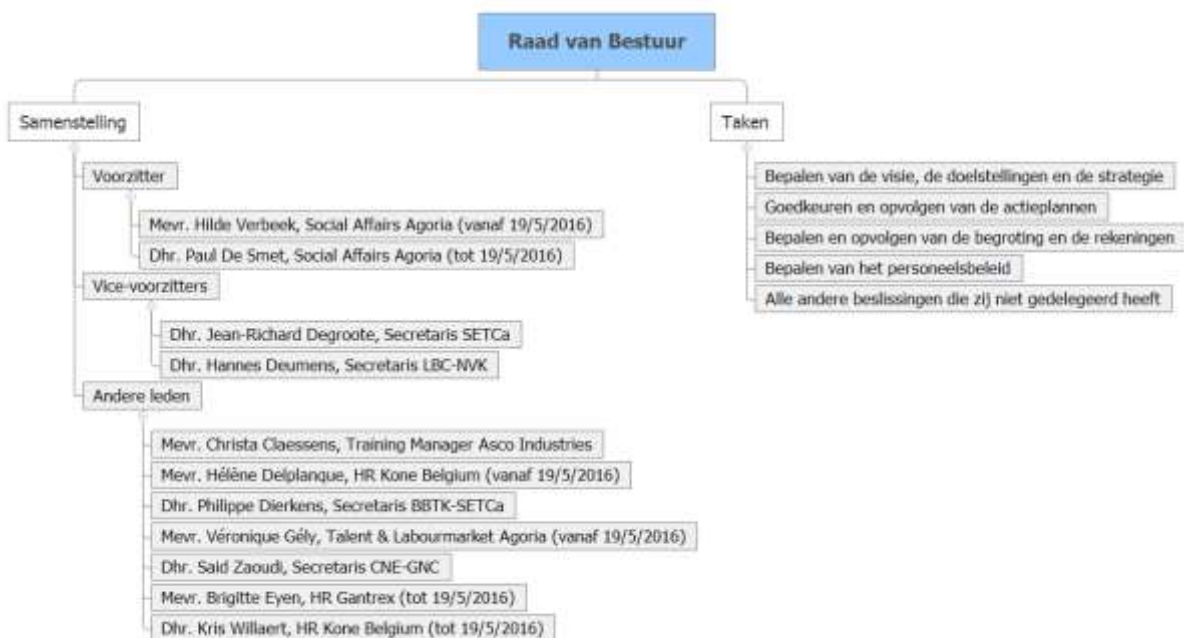 Raad van Bestuur
Samenstelling
Voorzitter
Mevr. Hilde Verbeek, Social Affairs Agoria (vanaf 19/5/2016)
Dhr. Paul De Smet, Social Affairs Agoria (tot 19/5/2016)
Vice-voorzitters
Dhr. Jean-Richard Degroote, Secretaris SETCa
Dhr. Hannes Deumens, Secretaris LBC-NVK
Andere leden
Mevr. Christa Claessens, Training Manager Asco Industries
Mevr. Hélène Delplanque, HR Kone Belgium (vanaf 19/5/2016)
Dhr. Philippe Dierkens, Secretaris BBTK-SETCa
Mevr. Véronique Gély, Talent & Labourmarket Agoria (vanaf 19/5/2016)
Dhr. Said Zaoudi, Secretaris CNE-GNC
Mevr. Brigitte Eyen, HR Gantrex (tot 19/5/2016)
Dhr. Kris Willaert, HR Kone Belgium (tot 19/5/2016)
Taken
Bepalen van de visie, de doelstellingen en de strategie
Goedkeuren en opvolgen van de actieplannen
Bepalen en opvolgen van de begroting en de rekeningen
Bepalen van het personeelsbeleid
Alle andere beslissingen die zij niet gedelegeerd heeft